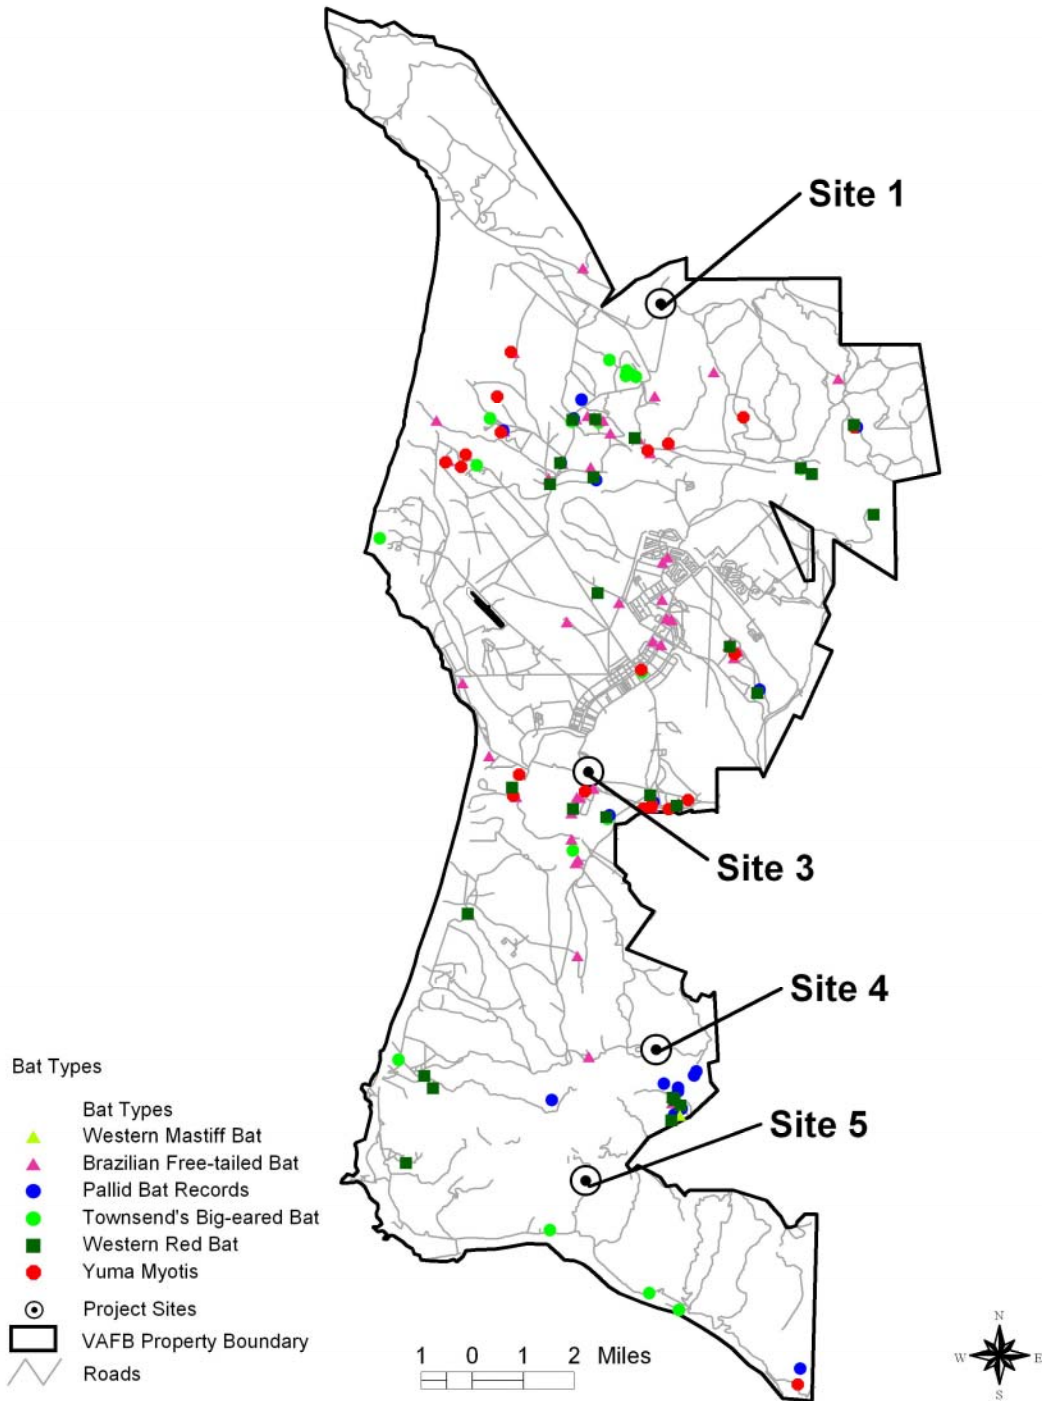 Site 1
Site 3
Site 4
Site 5
Bat Types
Bat Types
Western Mastiff Bat
Brazilian Free-tailed Bat
Pallid Bat Records
Townsend's Big-eared Bat
Western Red Bat
Yuma Myotis
Project Sites
VAFB Property Boundary
Roads
1 0 1 2 Miles
N
W E
S